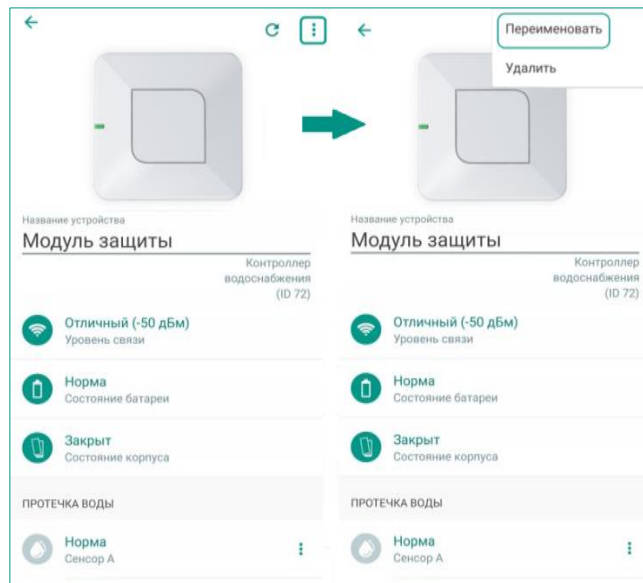 Название устройства
Модуль защиты
Контроллер
водоснабжения
(ID 72)
Отличный (-50 дБм)
Уровень связи
Норма
Состояние батареи
Закрыт
Состояние корпуса
ПРОТЕЧКА ВОДЫ
Норма
Сенсор А
Переименовать
Удалить
Название устройства
Модуль защиты
Контроллер
водоснабжения
(ID 72)
Отличный (-50 дБм)
Уровень связи
Норма
Состояние батареи
Закрыт
Состояние корпуса
ПРОТЕЧКА ВОДЫ
Норма
Сенсор А